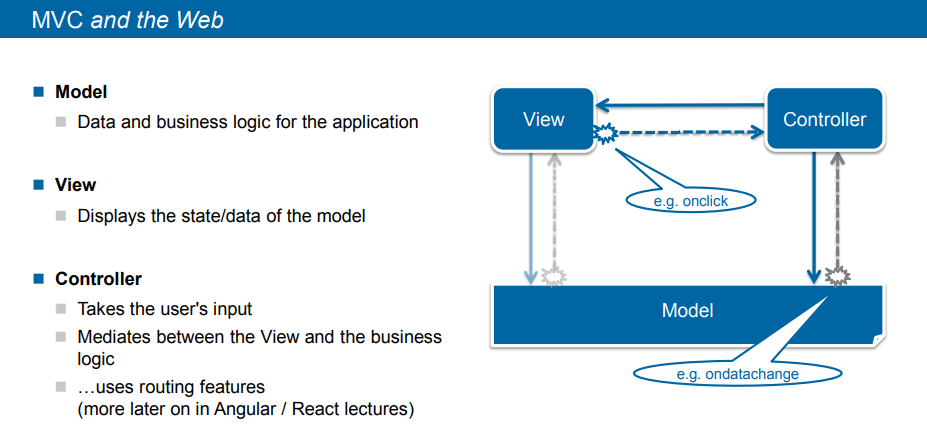 MVC and the Web
Model
Data and business logic for the application
View
Displays the state/data of the model
Controller
Takes the user's input
Mediates between the View and the business
logic
…uses routing features
(more later on in Angular / React lectures)
View
Controller
e.g. onclick
Model
e.g. ondatachange